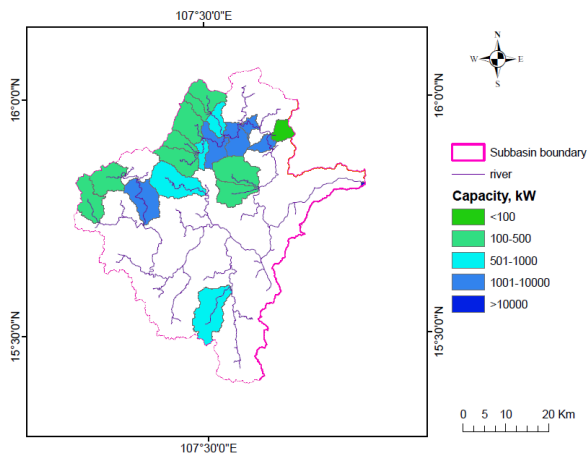 107°30'0"E
N
W
E
S
16°0'0"N
16°0'0"N
Subbasin boundary
river
Capacity, kW
<100
100-500
501-1000
1001-10000
>10000
15°30'0"N
15°30'0"N
0 5 10 20 Km
107°30'0"E